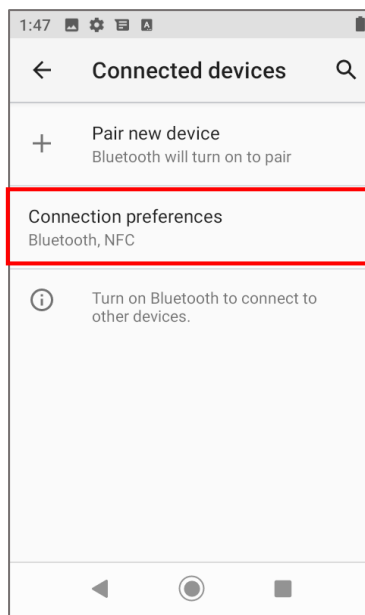 1:47
Connected devices
Pair new device
Bluetooth will turn on to pair
Connection preferences
Bluetooth, NFC
Turn on Bluetooth to connect to
other devices.